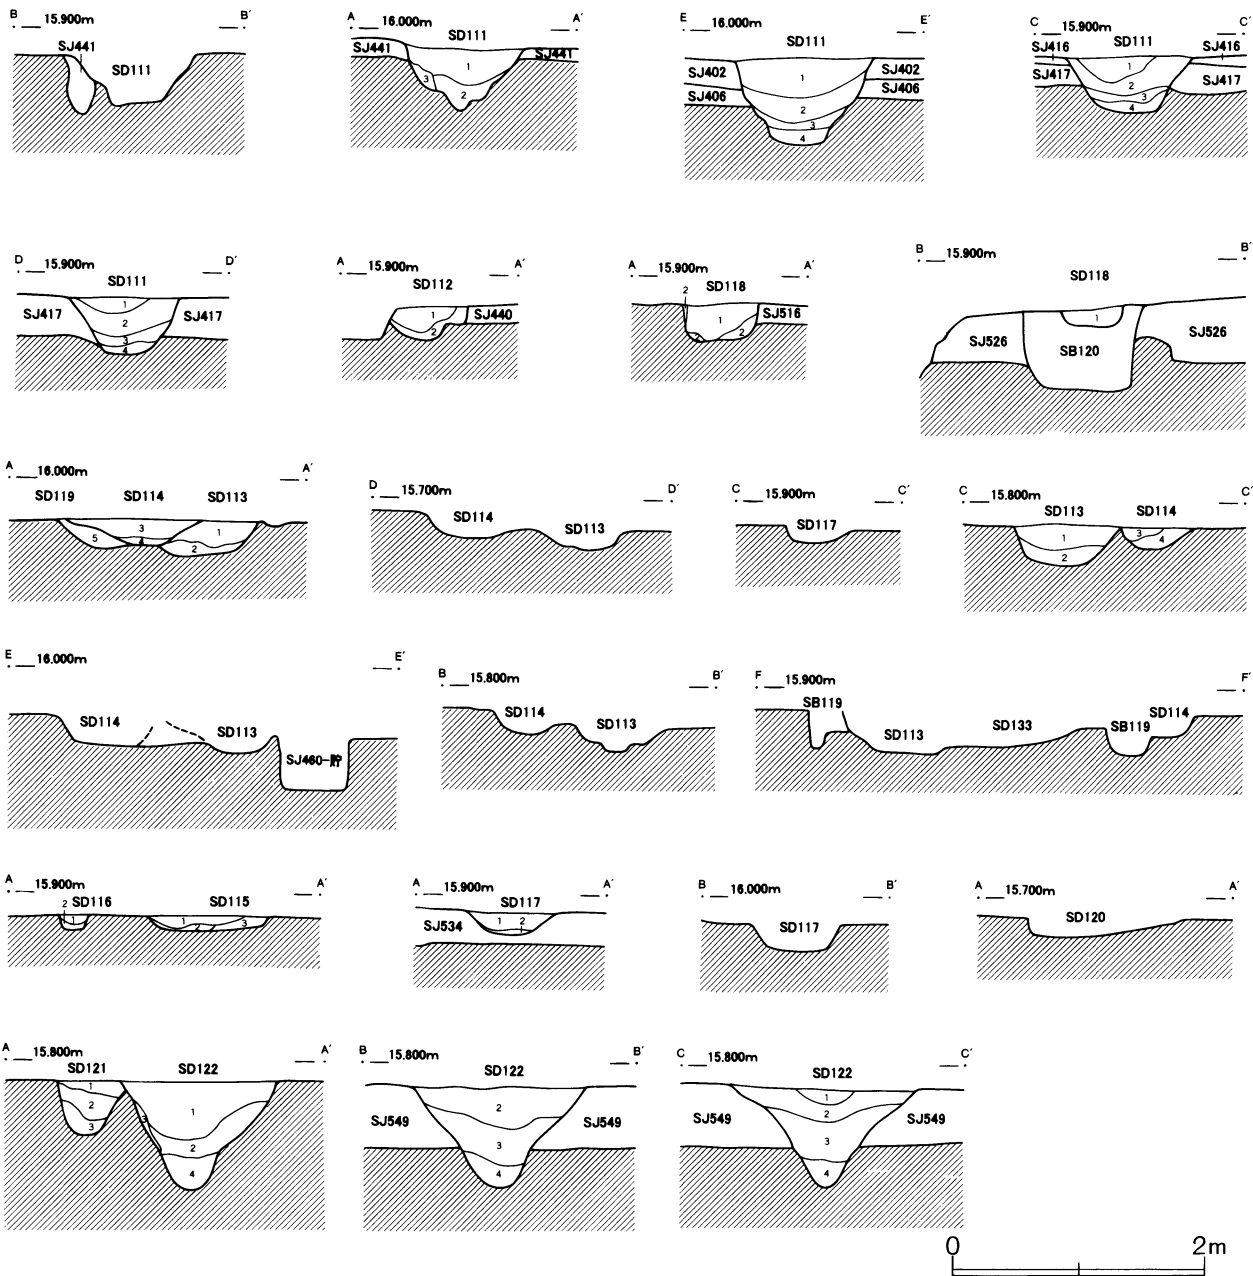 B 15.900m B′
SJ441
SD111
A 16.000m A′
SJ441 SD111 SJ441
1
3
2
E 16.000m E′
SD111
SJ402 SJ402
1
SJ406 SJ406
2
3
4
C 15.900m C′
SJ416 SD111 SJ416
SJ417 1 SJ417
2
3
4
D 15.900m D′
SD111
1
SJ417 2 SJ417
3
4
A 15.900m A′
SD112
1 SJ440
2
A 15.900m A′
2 SD118
1 SJ516
2
B 15.900m B′
SD118
1
SJ526 SB120 SJ526
A 16.000m A′
SD119 SD114 SD113
3 1
5 4 2
D 15.700m D′
SD114 SD113
C 15.900m C′
SD117
C 15.800m C′
SD113 SD114
1 3 4
2
E 16.000m E′
SD114 SD113
SJ460-貯
B 15.800m B′
SD114 SD113
F 15.900m F′
SB119 SD113 SD133 SB119 SD114
A 15.900m A′
2 SD116 SD115
1 1 2 3
A 15.900m A′
SD117
1 2
SJ534
B 16.000m B′
SD117
A 15.700m A′
SD120
A 15.800m A′
SD121 SD122
1
2 1
3 3
2
4
B 15.800m B′
SD122
2
SJ549 SJ549
3
4
C 15.800m C′
SD122
1
2
SJ549 SJ549
3
4
0 2m